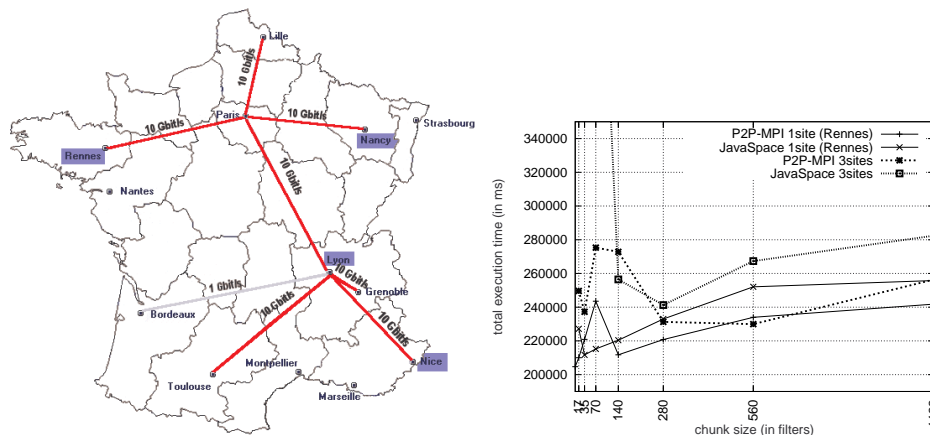 Lille
10 Gbit/s
Paris
10 Gbit/s
10 Gbit/s
Nancy
Strasbourg
Rennes
Nantes
10 Gbit/s
Lyon
10 Gbit/s
Grenoble
1 Gbit/s
Bordeaux
10 Gbit/s
10 Gbit/s
Montpellier
Nice
Toulouse
Marseille
P2P-MPI 1site (Rennes)
JavaSpace 1site (Rennes)
P2P-MPI 3sites
JavaSpace 3sites
total execution time (in ms)
340000
320000
300000
280000
260000
240000
220000
200000
17
35
70
140
280
560
chunk size (in filters)